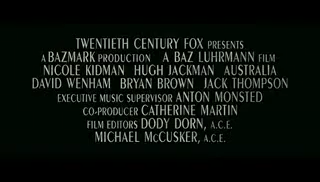 TWENTIETH CENTURY FOX PRESENTS
A BAZMARK PRODUCTION A BAZ LUHRMANN FILM
NICOLE KIDMAN HUGH JACKMAN AUSTRALIA
DAVID WENHAM BRYAN BROWN JACK THOMPSON
EXECUTIVE MUSIC SUPERVISOR ANTON MONSTED
CO-PRODUCER CATHERINE MARTIN
FILM EDITORS DODY DORN, A.C.E.
MICHAEL McCUSKER, A.C.E.